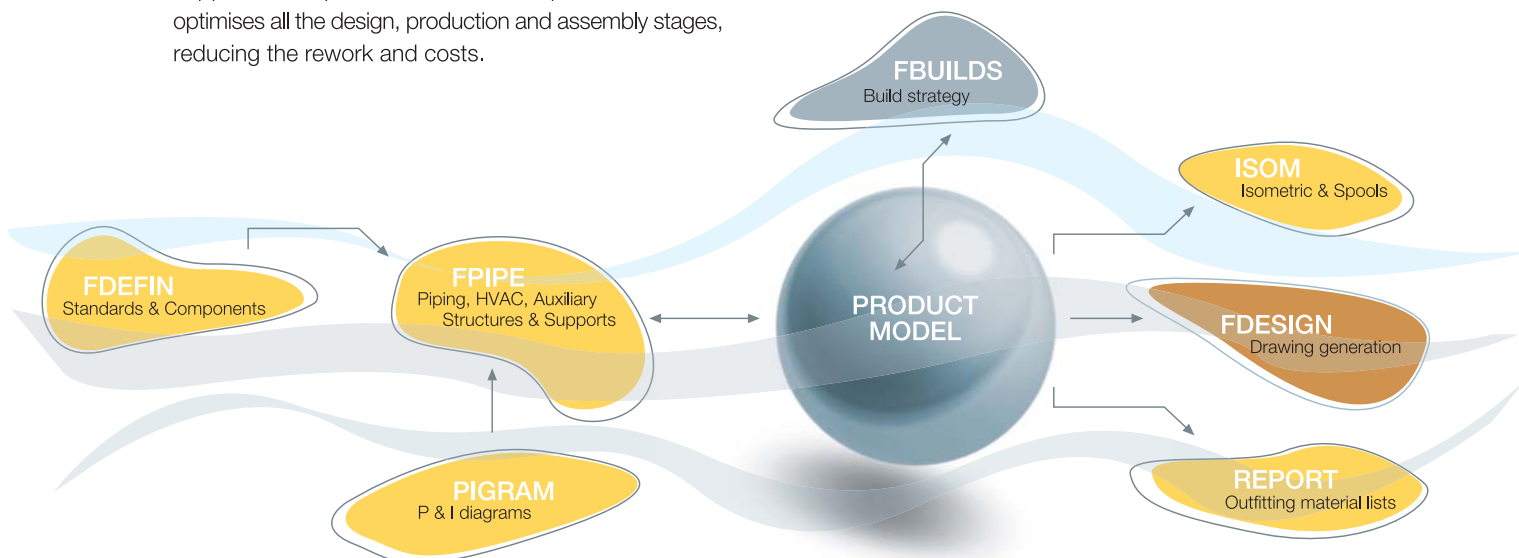 optimises all the design, production and assembly stages,
reducing the rework and costs.
FBUILDS
Build strategy
ISOM
Isometric & Spools
FDEFIN
Standards & Components
FPIPE
Piping, HVAC, Auxiliary
Structures & Supports
PRODUCT
MODEL
FDESIGN
Drawing generation
PIGRAM
P & I diagrams
REPORT
Outfitting material lists